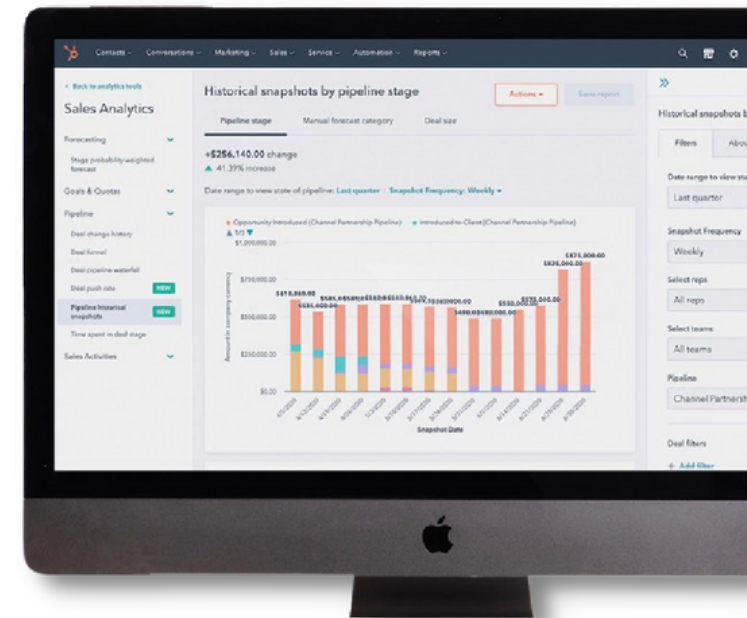 Contacts Conversations Marketing Sales Service Automation Reports
Back to analytics tools
Sales Analytics
Forecasting
Stage probability weighted
forecast
Goals & Quotas
Pipeline
Deal change history
Deal funnel
Deal pipeline waterfall
Deal push rate NEW
Pipeline historical
snapshots NEW
Time spent in deal stage
Sales Activities
Historical snapshots by pipeline stage
Actions Save report
Pipeline stage Manual forecast category Deal size
+$256,140.00 change
41.39% increase
Date range to view state of pipeline: Last quarter | Snapshot Frequency: Weekly
Opportunity Introduced (Channel Partnership Pipeline) Introduced to Client (Channel Partnership Pipeline)
$1,000,000.00
$750,000.00
$500,000.00
$250,000.00
$0.00
Amount in company currency
$825,000.00
$875,000.00
Snapshot Date
Historical snapshots b
Filters Abou
Date range to view sta
Last quarter
Snapshot Frequency
Weekly
Select reps
All reps
Select teams
All teams
Pipeline
Channel Partnersh
Deal filters
+ Add filter